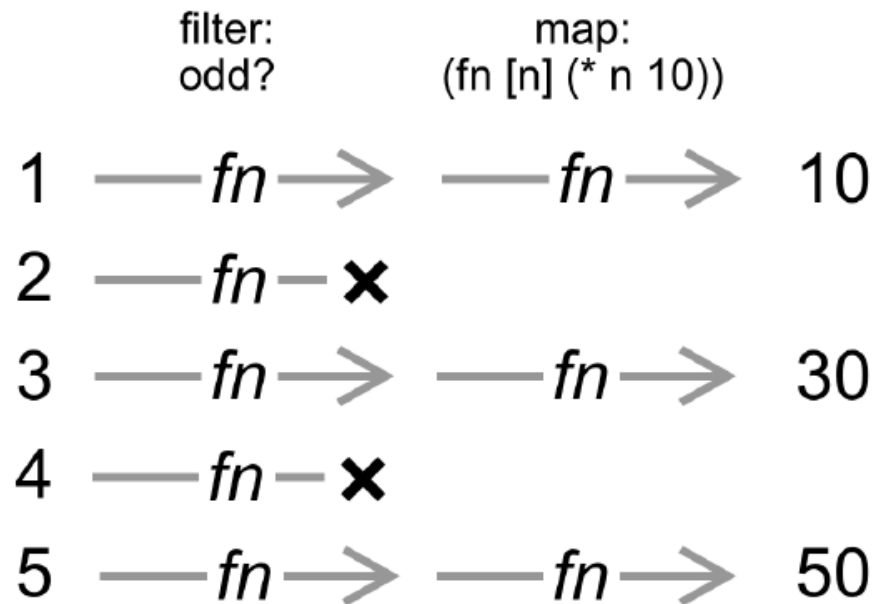 filter: map:
odd? (fn [n] (* n 10))
1 fn fn 10
2 fn
3 fn fn 30
4 fn
5 fn fn 50